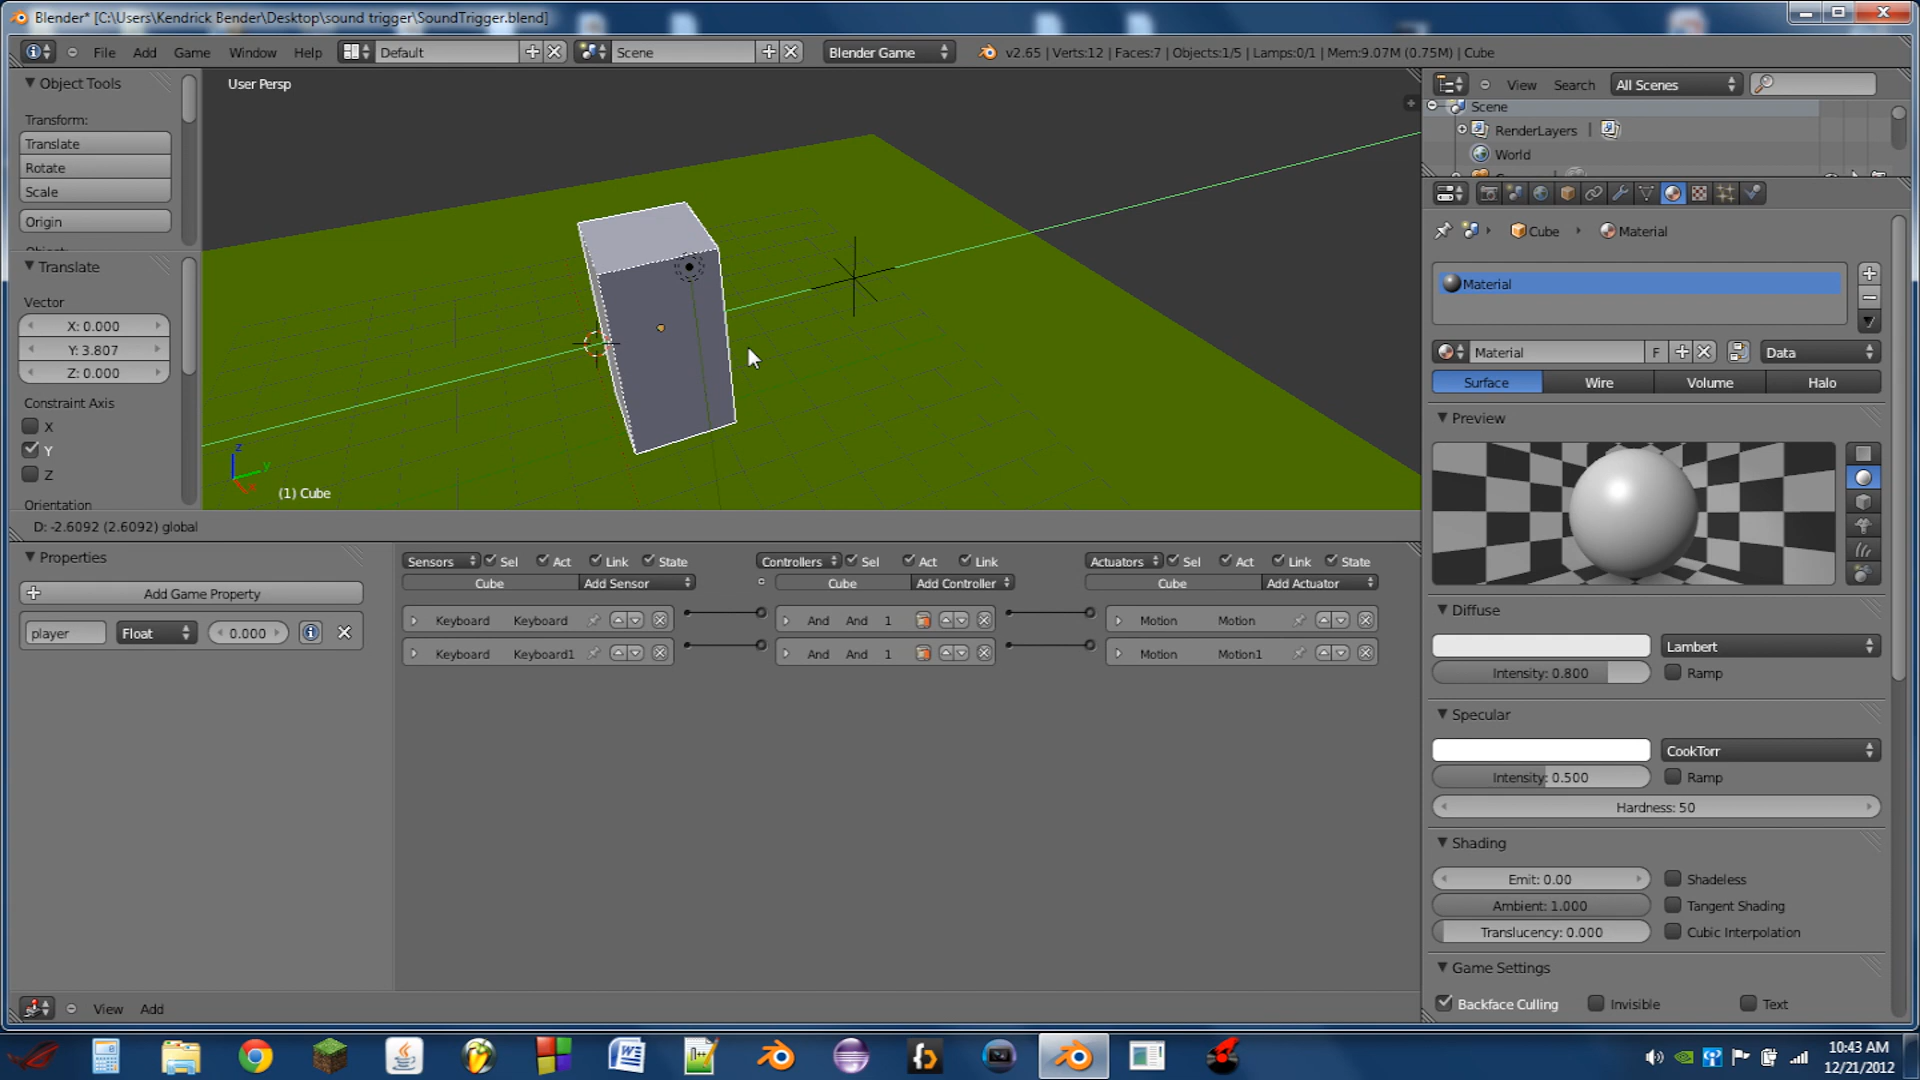 Blender* [C:\Users\Kendrick Bender\Desktop\sound trigger\SoundTrigger.blend]
File Add Game Window Help Default Scene Blender Game v2.65 | Verts:12 | Faces:7 | Objects:1/5 | Lamps:0/1 | Mem:9.07M (0.75M) | Cube
Object Tools
Transform:
Translate
Rotate
Scale
Origin
Translate
Vector
X: 0.000
Y: 3.807
Z: 0.000
Constraint Axis
X
Y
Z
Orientation
User Persp
z
y
(1) Cube
D: -2.6092 (2.6092) global
View Search All Scenes
Scene
RenderLayers |
World
Cube Material
Material
Material F Data
Surface Wire Volume Halo
Preview
Diffuse
Lambert
Intensity: 0.800 Ramp
Specular
CookTorr
Intensity: 0.500 Ramp
Hardness: 50
Shading
Emit: 0.00 Shadeless
Ambient: 1.000 Tangent Shading
Translucency: 0.000 Cubic Interpolation
Game Settings
Backface Culling Invisible Text
Properties
Add Game Property
player Float 0.000
Sensors Sel Act Link State Controllers Sel Act Link Actuators Sel Act Link State
Cube Add Sensor Cube Add Controller Cube Add Actuator
Keyboard Keyboard And And 1 Motion Motion
Keyboard Keyboard1 And And 1 Motion Motion1
View Add
10:43 AM
12/21/2012